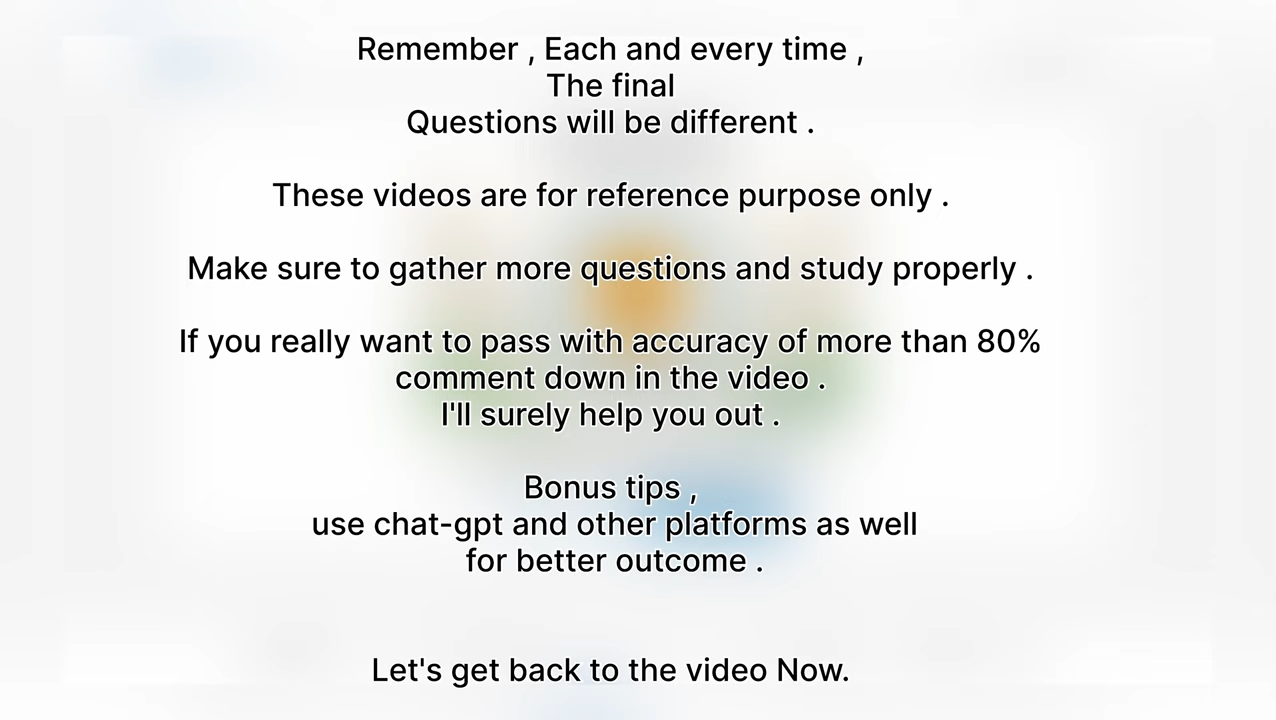 Remember , Each and every time ,
The final
Questions will be different .
These videos are for reference purpose only .
Make sure to gather more questions and study properly .
If you really want to pass with accuracy of more than 80%
comment down in the video .
I'll surely help you out .
Bonus tips ,
use chat-gpt and other platforms as well
for better outcome .
Let's get back to the video Now.